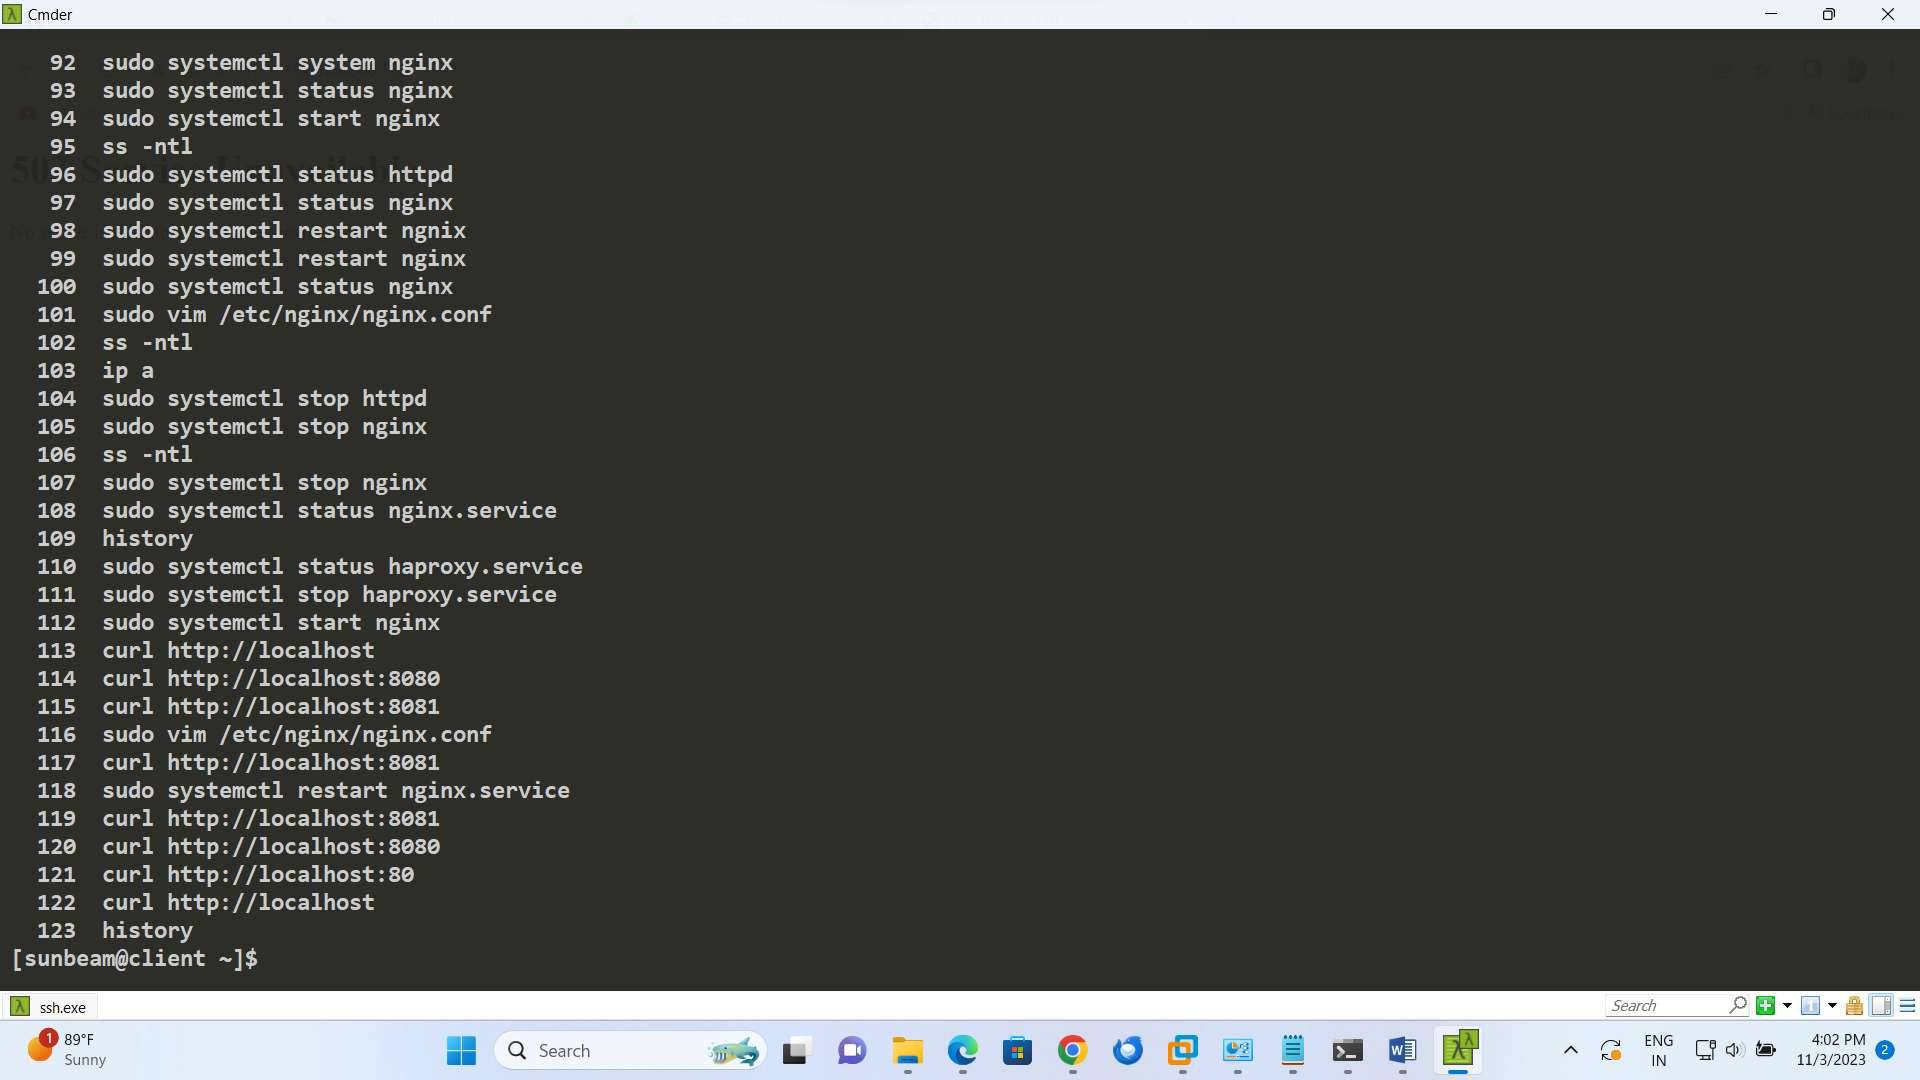 Cmder
92 sudo systemctl system nginx
93 sudo systemctl status nginx
94 sudo systemctl start nginx
95 ss -ntl
96 sudo systemctl status httpd
97 sudo systemctl status nginx
98 sudo systemctl restart ngnix
99 sudo systemctl restart nginx
100 sudo systemctl status nginx
101 sudo vim /etc/nginx/nginx.conf
102 ss -ntl
103 ip a
104 sudo systemctl stop httpd
105 sudo systemctl stop nginx
106 ss -ntl
107 sudo systemctl stop nginx
108 sudo systemctl status nginx.service
109 history
110 sudo systemctl status haproxy.service
111 sudo systemctl stop haproxy.service
112 sudo systemctl start nginx
113 curl http://localhost
114 curl http://localhost:8080
115 curl http://localhost:8081
116 sudo vim /etc/nginx/nginx.conf
117 curl http://localhost:8081
118 sudo systemctl restart nginx.service
119 curl http://localhost:8081
120 curl http://localhost:8080
121 curl http://localhost:80
122 curl http://localhost
123 history
[sunbeam@client ~]$
ssh.exe
Search
1
89°F
Sunny
Search
ENG
IN
4:02 PM
11/3/2023
2